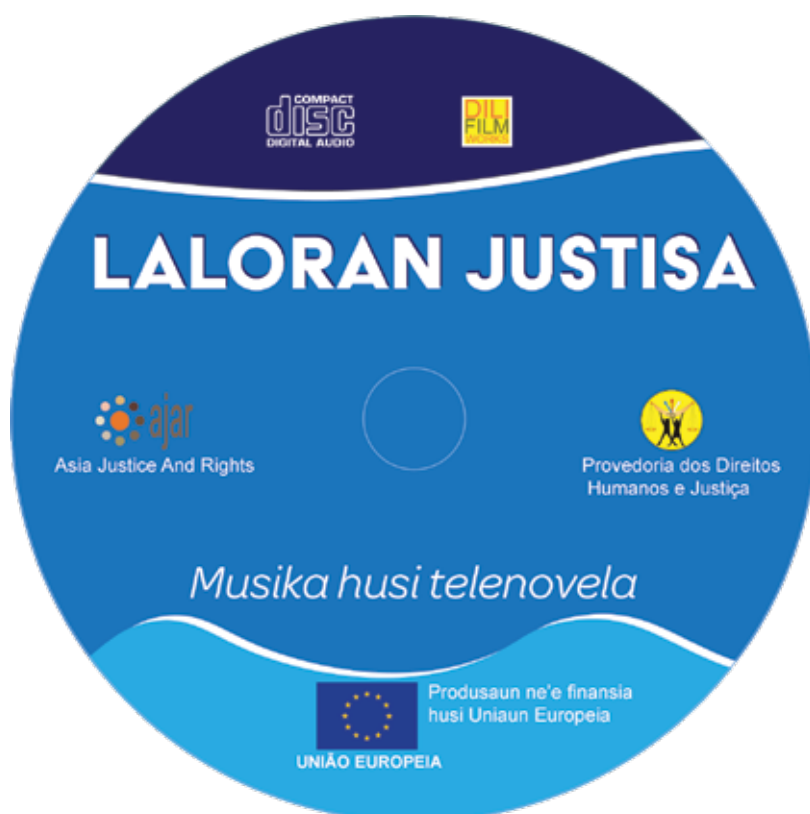 COMPACT
disc
DIGITAL AUDIO
DILI
FILM
WORKS
LALORAN JUSTISA
ajar
Asia Justice And Rights
Provedoria dos Direitos
Humanos e Justiça
Musika husi telenovela
Produsaun ne'e finansia
husi Uniaun Europeia
UNIÃO EUROPEIA